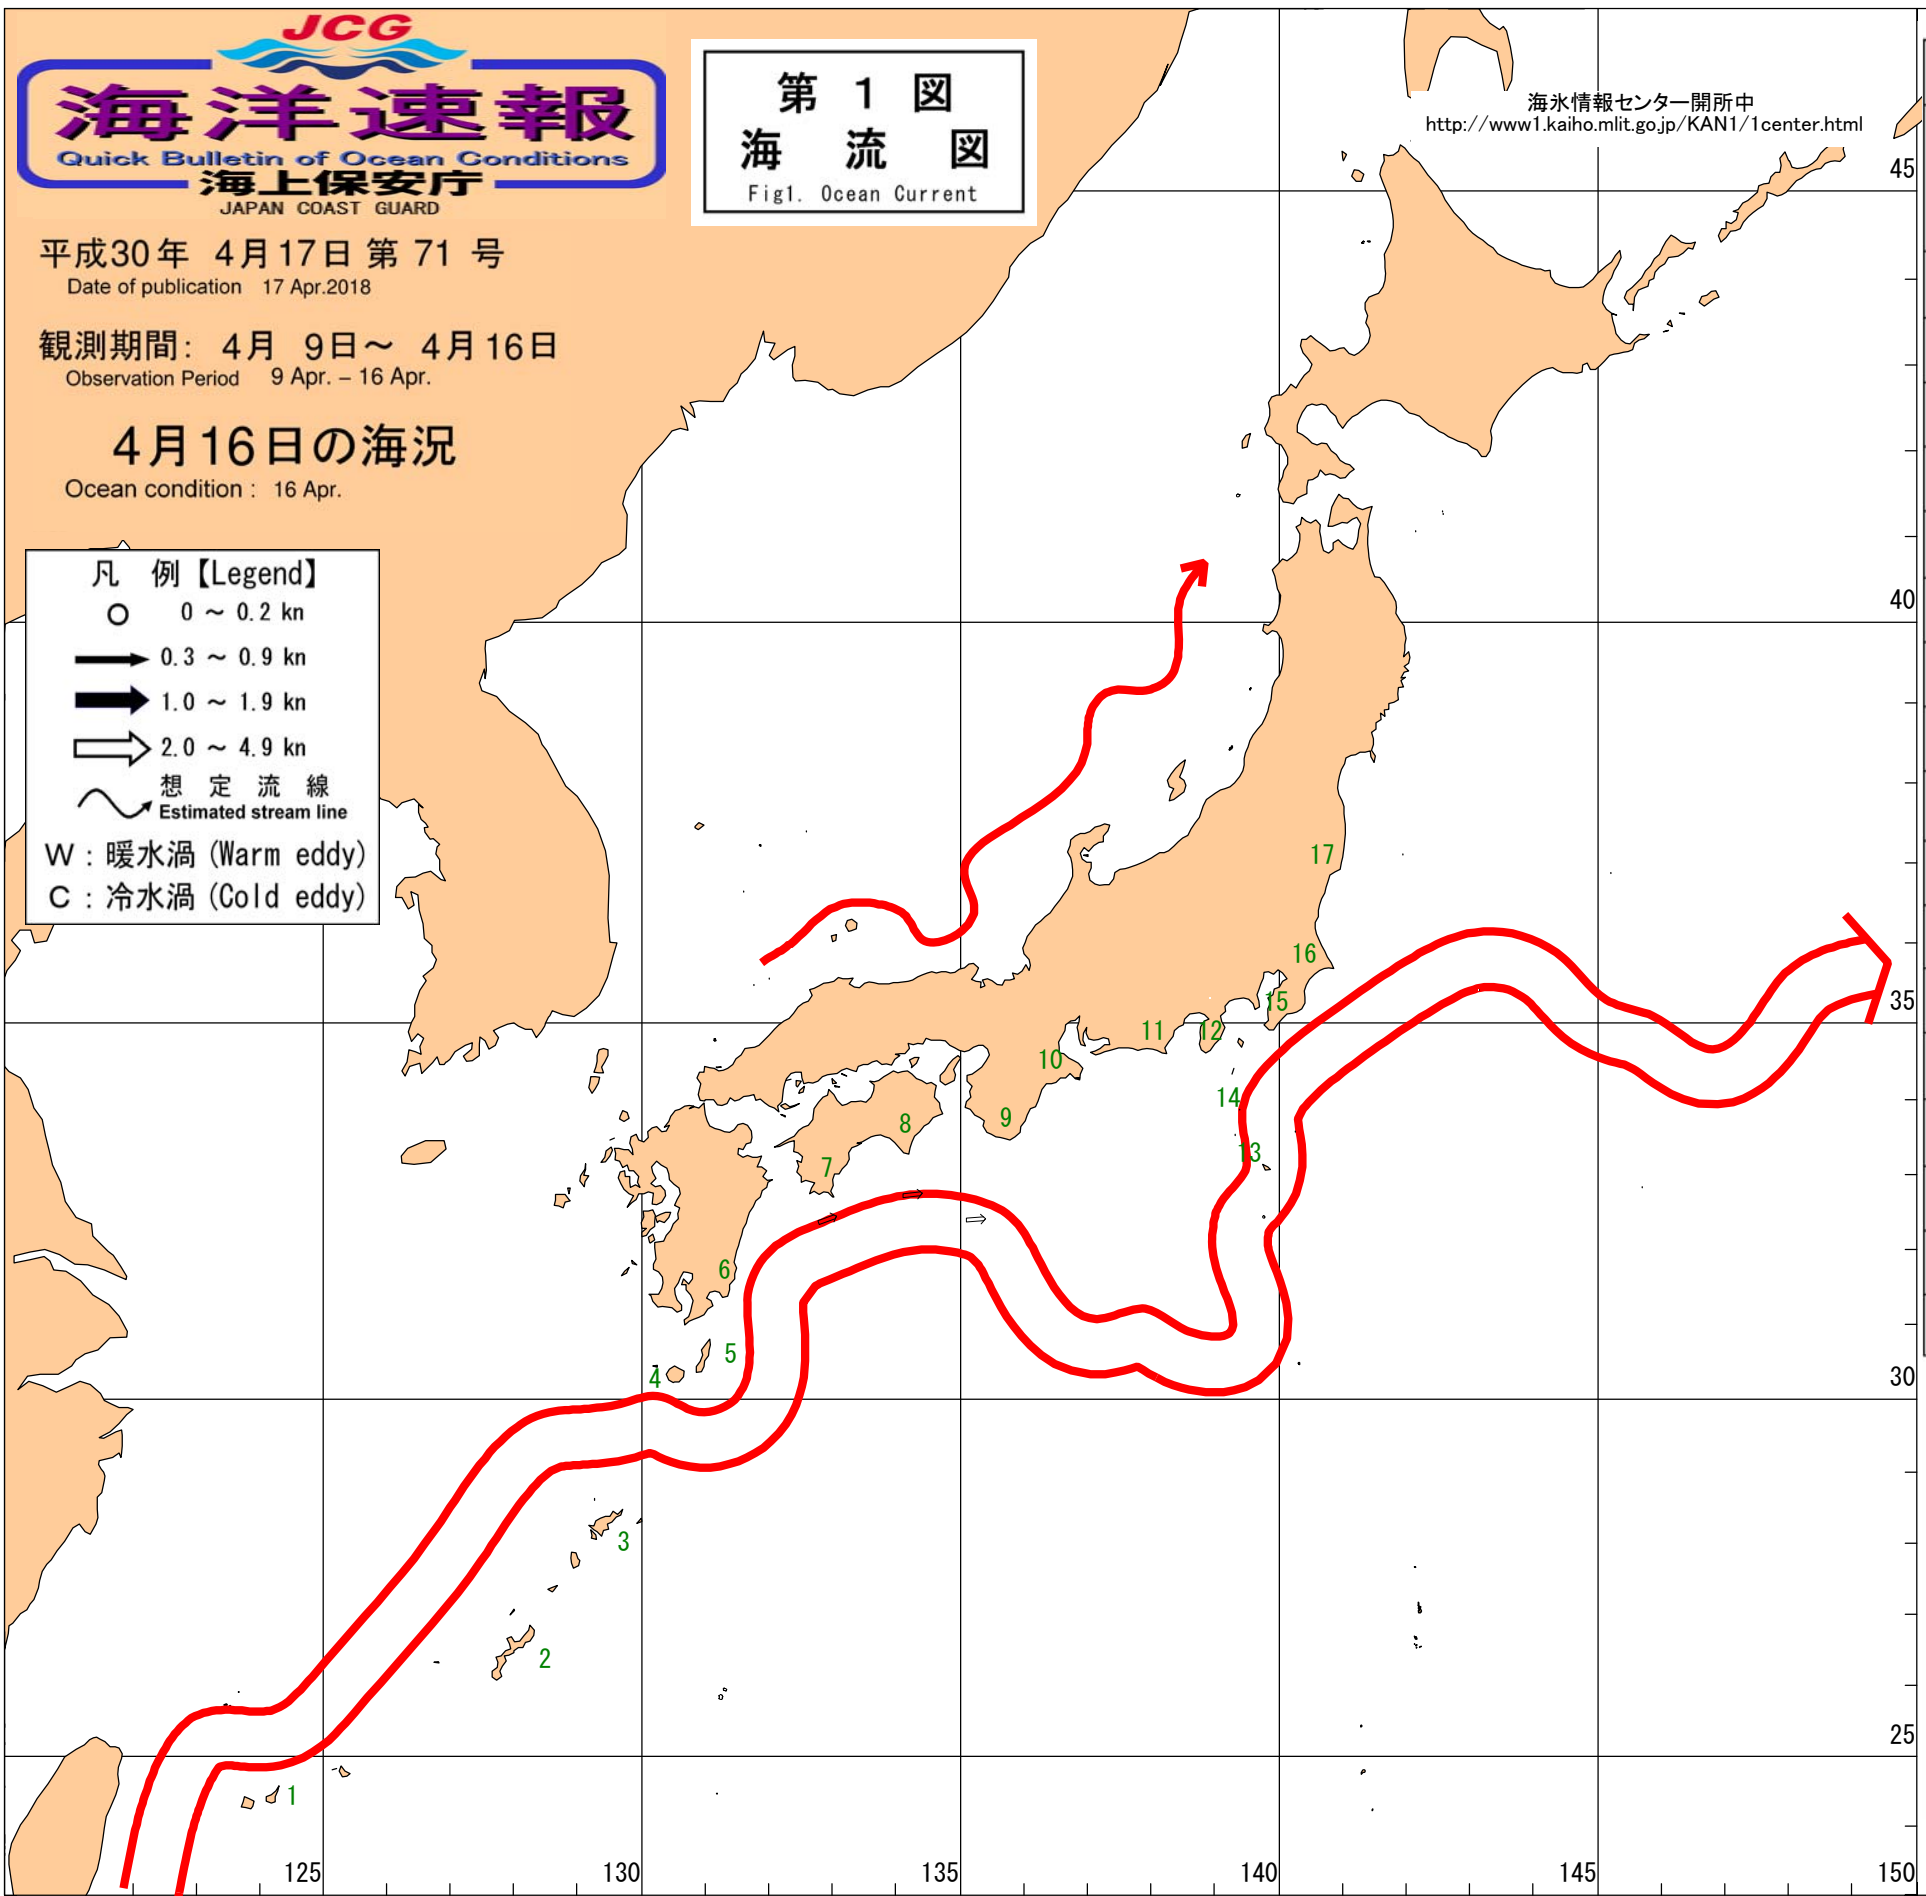 JCG
海洋速報
Quick Bulletin of Ocean Conditions
海上保安庁
JAPAN COAST GUARD
第 1 図
海 流 図
Fig1. Ocean Current
海氷情報センター開所中
http://www1.kaiho.mlit.go.jp/KAN1/1center.html
平成30年 4月17日 第 71 号
Date of publication 17 Apr.2018
観測期間: 4月 9日～ 4月16日
Observation Period 9 Apr. – 16 Apr.
4月16日の海況
Ocean condition : 16 Apr.
凡 例【Legend】
0 ～ 0.2 kn
0.3 ～ 0.9 kn
1.0 ～ 1.9 kn
2.0 ～ 4.9 kn
想 定 流 線
Estimated stream line
W : 暖水渦 (Warm eddy)
C : 冷水渦 (Cold eddy)
45
40
35
30
25
17
16
15
12
11
10
14
9
8
13
7
6
5
4
3
2
1
125
130
135
140
145
150